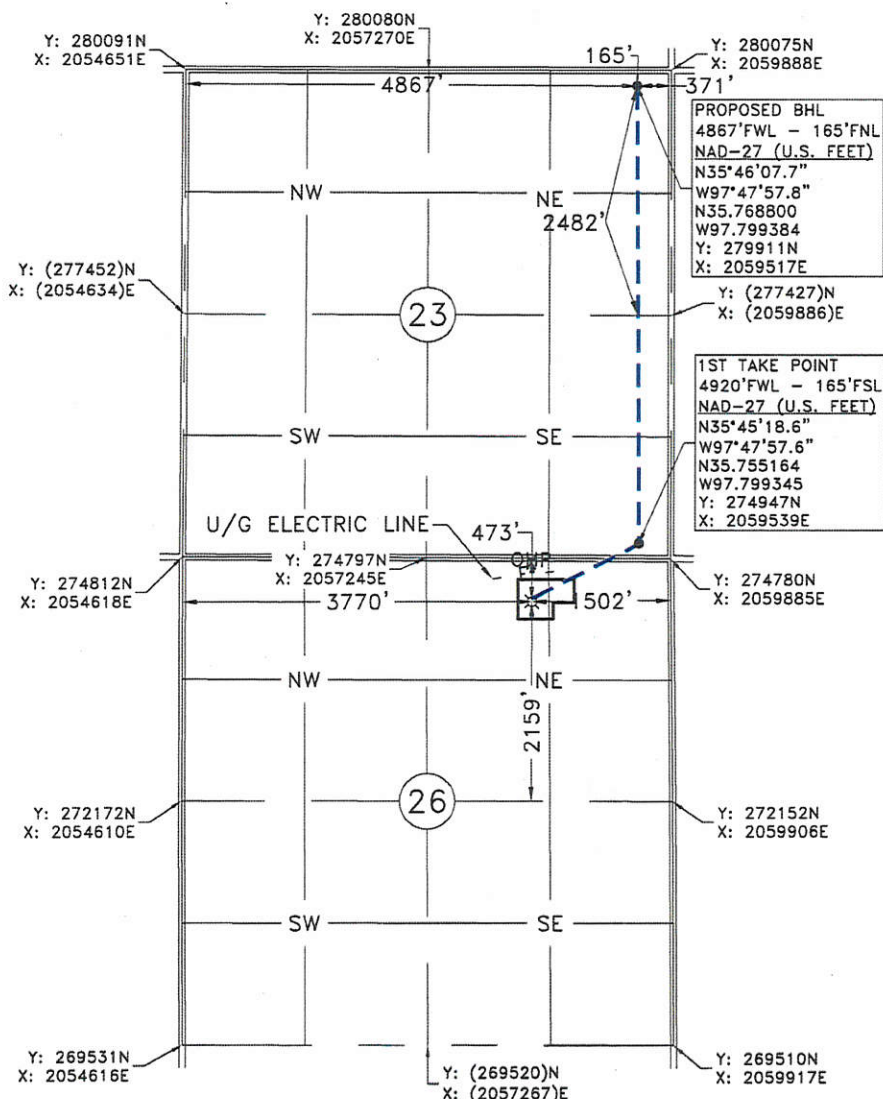 Y: 280080N
X: 2057270E
Y: 280091N
X: 2054651E
165'
Y: 280075N
X: 2059888E
4867'
371'
PROPOSED BHL
4867'FWL - 165'FNL
NAD-27 (U.S. FEET)
N35°46'07.7"
W97°47'57.8"
N35.768800
W97.799384
Y: 279911N
X: 2059517E
NW
NE
2482'
Y: (277452)N
X: (2054634)E
23
Y: (277427)N
X: (2059886)E
1ST TAKE POINT
4920'FWL - 165'FSL
NAD-27 (U.S. FEET)
N35°45'18.6"
W97°47'57.6"
N35.755164
W97.799345
Y: 274947N
X: 2059539E
SW
SE
U/G ELECTRIC LINE
473'
Y: 274797N
X: 2057245E
Y: 274812N
X: 2054618E
Y: 274780N
X: 2059885E
3770'
1502'
NW
NE
2159'
Y: 272172N
X: 2054610E
26
Y: 272152N
X: 2059906E
SW
SE
Y: 269531N
X: 2054616E
Y: (269520)N
X: (2057267)E
Y: 269510N
X: 2059917E